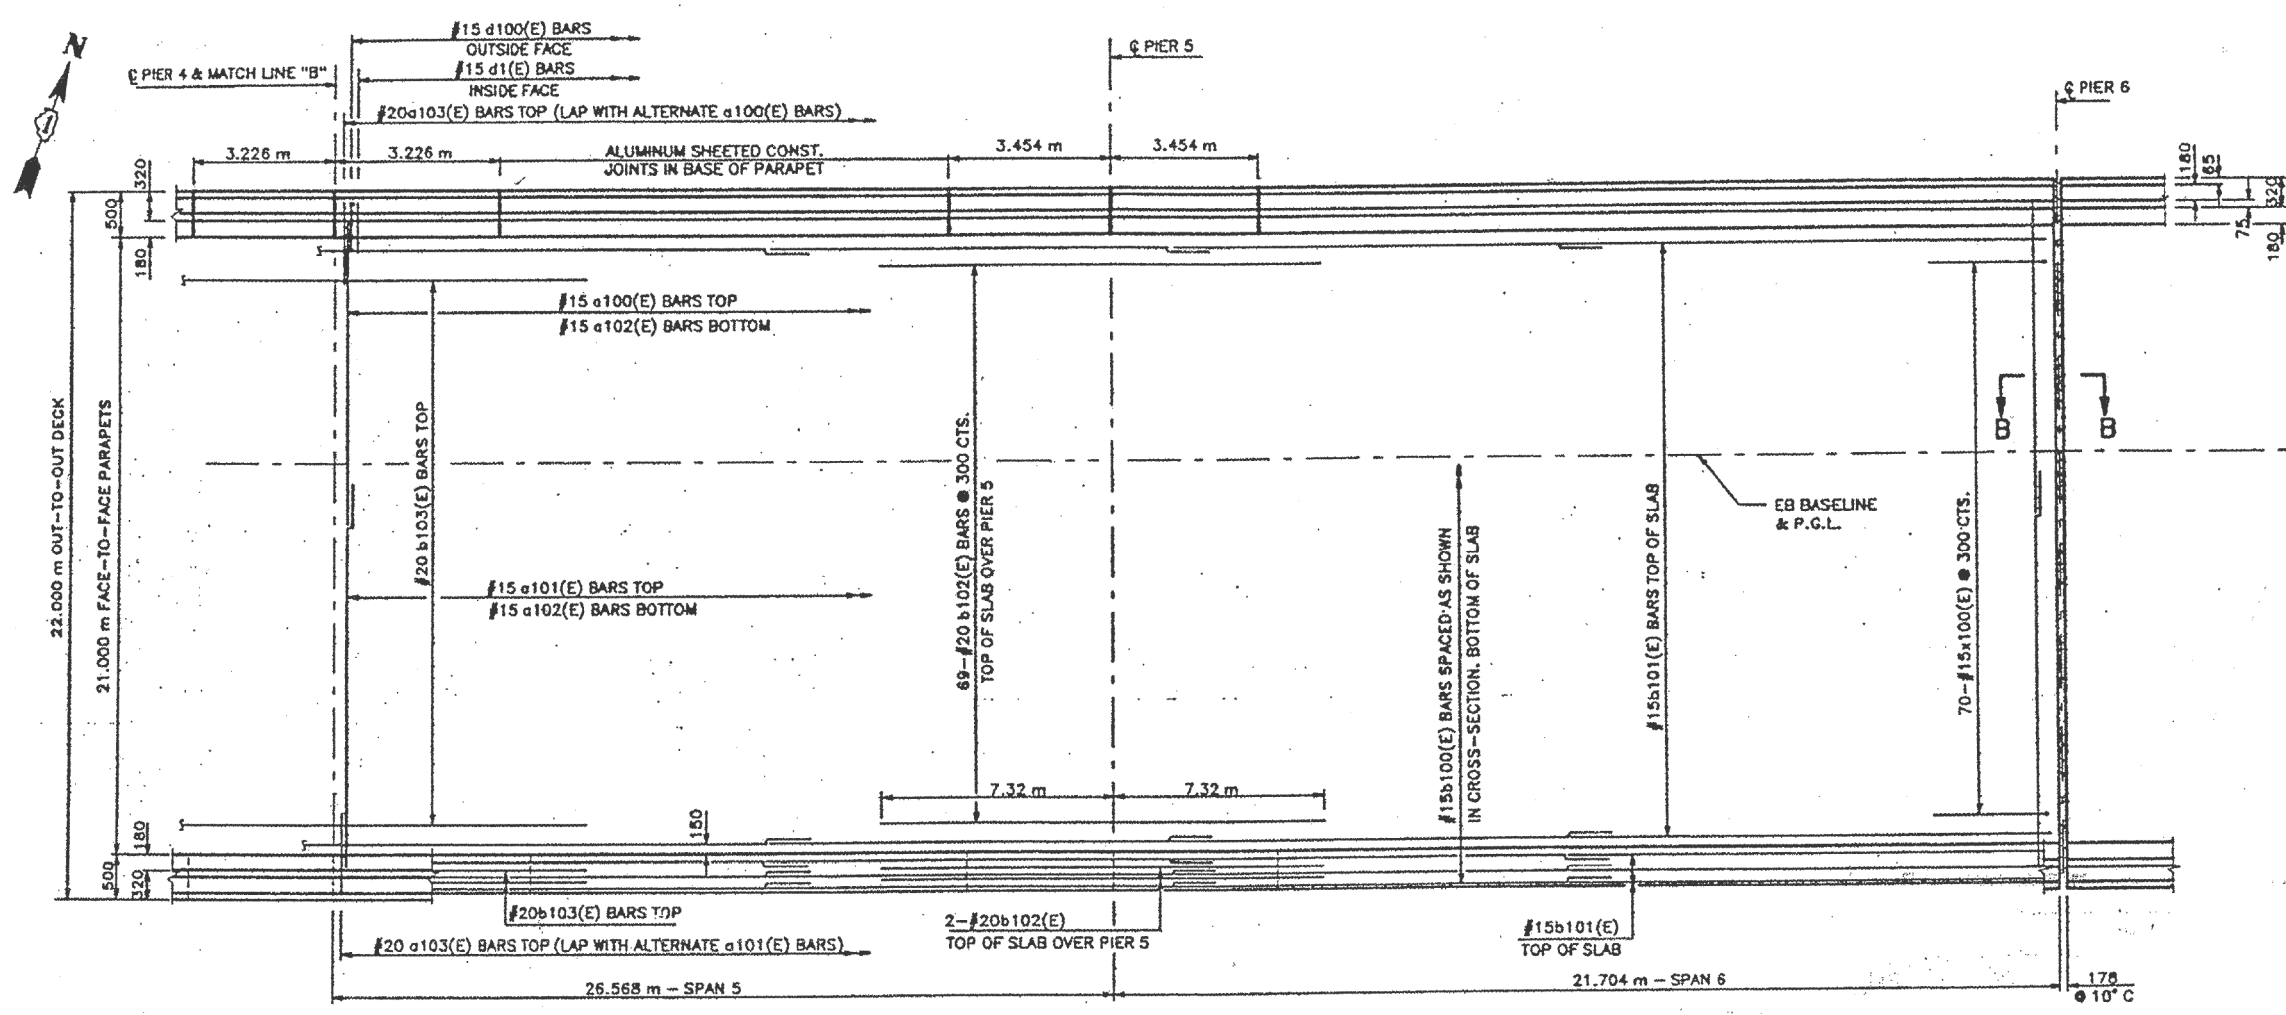 N
1
#15 d100(E) BARS
OUTSIDE FACE
#15 d1(E) BARS
INSIDE FACE
℄ PIER 4 & MATCH LINE "B"
℄ PIER 5
℄ PIER 6
#20a103(E) BARS TOP (LAP WITH ALTERNATE a100(E) BARS)
3.226 m
3.226 m
ALUMINUM SHEETED CONST.
JOINTS IN BASE OF PARAPET
3.454 m
3.454 m
320
500
180
180
65
320
75
180
#15 a100(E) BARS TOP
#15 a102(E) BARS BOTTOM
22.000 m OUT-TO-OUT DECK
21.000 m FACE-TO-FACE PARAPETS
#20 b103(E) BARS TOP
69-#20 b102(E) BARS @ 300 CTS.
TOP OF SLAB OVER PIER 5
#15b100(E) BARS SPACED AS SHOWN
IN CROSS-SECTION. BOTTOM OF SLAB
#15b101(E) BARS TOP OF SLAB
70-#15x100(E) @ 300 CTS.
B
B
EB BASELINE
& P.G.L.
#15 a101(E) BARS TOP
#15 a102(E) BARS BOTTOM
7.32 m
7.32 m
150
180
500
320
#20b103(E) BARS TOP
#20 a103(E) BARS TOP (LAP WITH ALTERNATE a101(E) BARS)
2-#20b102(E)
TOP OF SLAB OVER PIER 5
#15b101(E)
TOP OF SLAB
26.568 m - SPAN 5
21.704 m - SPAN 6
178
@ 10° C